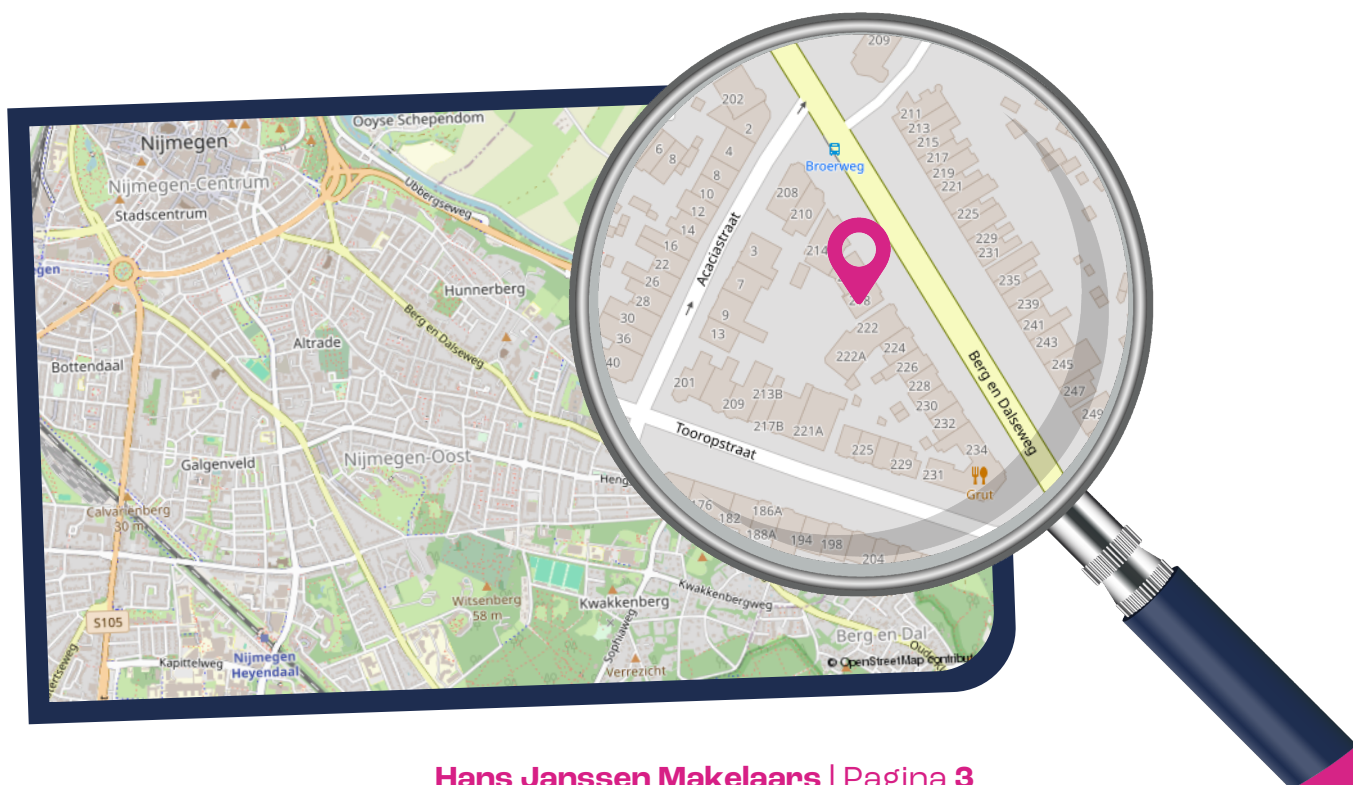 Nijmegen
Ooyse Schependom
Nijmegen-Centrum
Stadscentrum
Ubbergseweg
gen
Hunnerberg
Berg en Dalseweg
Altrade
Bottendaal
Galgenveld
Nijmegen-Oost
Heng
Calvariënberg
30 m
Witsenberg
58 m
Kwakkenberg
Kwakkenbergweg
Sophiaweg
Berg en Dal
S105
Kapittelweg
Nijmegen
Heyendaal
Verrezicht
© OpenStreetMap contribut
209
202
2
4
6
8
8
10
12
14
16
22
26
28
30
36
40
Acaciastraat
Broerweg
208
210
214
3
7
9
13
211
213
215
217
219
221
225
229
231
235
239
241
243
245
247
249
222
222A
224
226
228
230
232
234
Berg en Dalseweg
201
209
213B
217B
221A
225
229
231
Tooropstraat
Grut
176
182
186A
188A
194
198
204
Hans Janssen Makelaars | Pagina 3